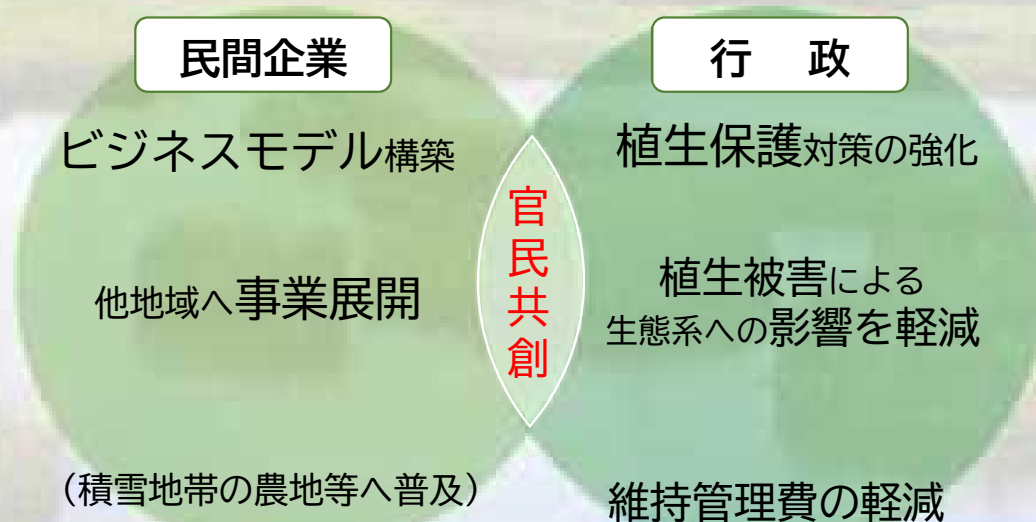 民間企業
ビジネスモデル構築
他地域へ事業展開
（積雪地帯の農地等へ普及）
官民共創
行　政
植生保護対策の強化
植生被害による
生態系への影響を軽減
維持管理費の軽減